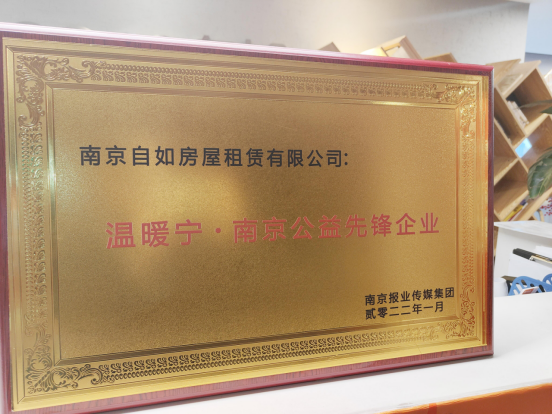 南京自如房屋租赁有限公司:
温暖宁·南京公益先锋企业
南京报业传媒集团
贰零二二年一月